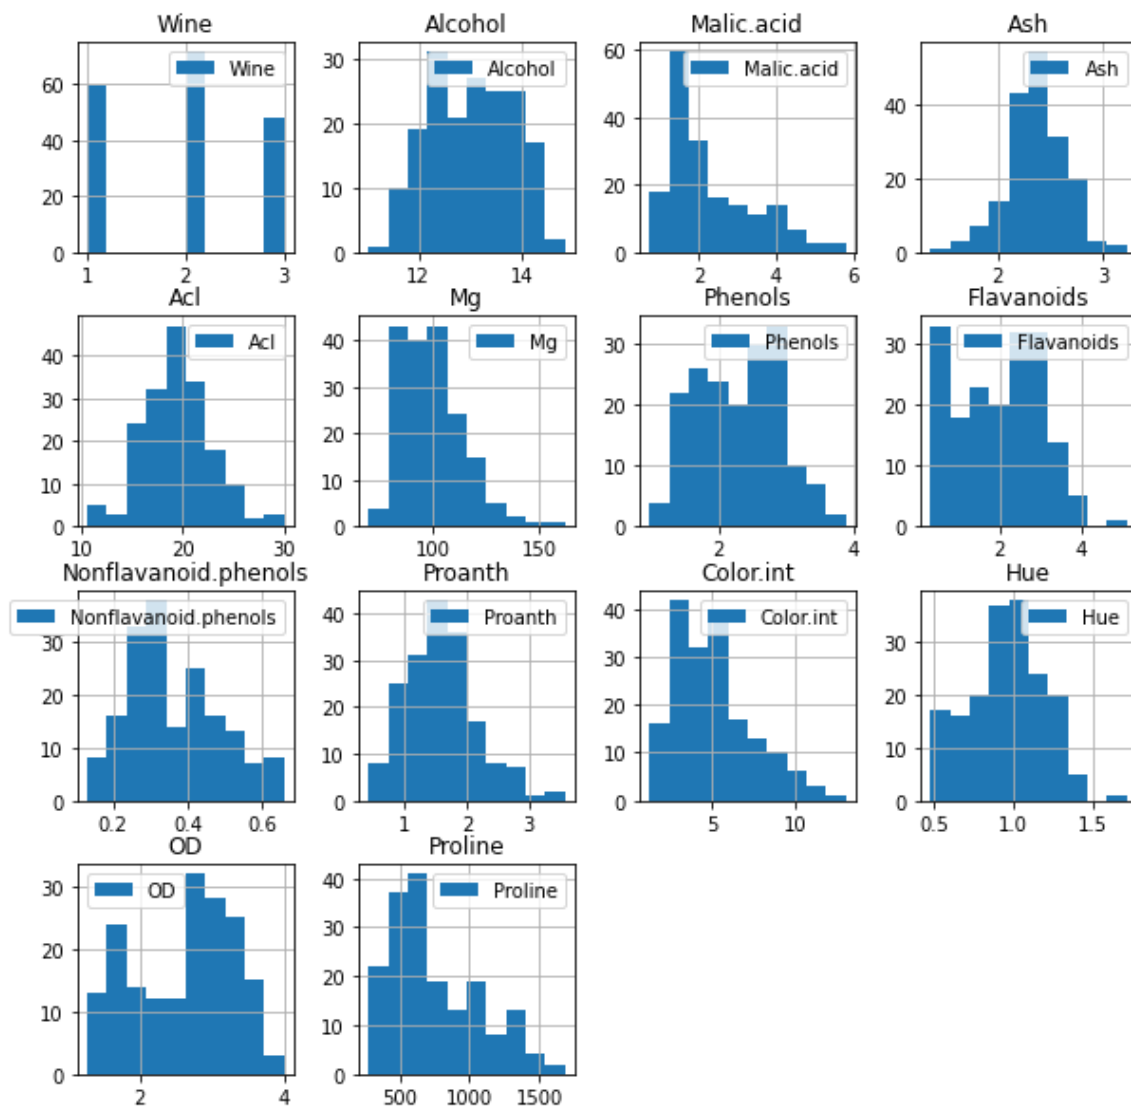 Wine Alcohol Malic.acid Ash
60 40 20 0 Wine 1 2 3
30 20 10 0 Alcohol 12 14
60 40 20 0 Malic.acid 2 4 6
40 20 0 Ash 2 3
Acl Mg Phenols Flavanoids
40 30 20 10 0 Acl 10 20 30
40 30 20 10 0 Mg 100 150
30 20 10 0 Phenols 2 4
30 20 10 0 Flavanoids 2 4
Nonflavanoid.phenols Proanth Color.int Hue
40 30 20 10 0 Nonflavanoid.phenols 0.2 0.4 0.6
40 30 20 10 0 Proanth 1 2 3
40 30 20 10 0 Color.int 5 10
30 20 10 0 Hue 0.5 1.0 1.5
OD Proline
30 20 10 0 OD 2 4
40 30 20 10 0 Proline 500 1000 1500